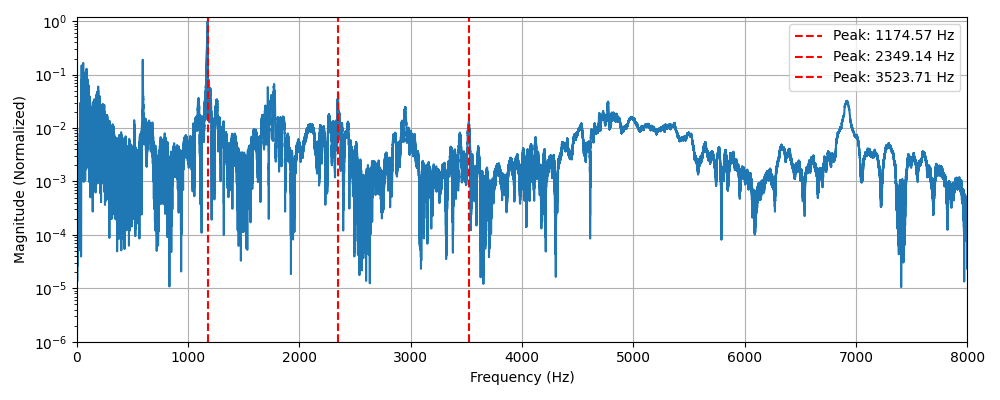 Magnitude (Normalized)
10⁰
10⁻¹
10⁻²
10⁻³
10⁻⁴
10⁻⁵
10⁻⁶
Peak: 1174.57 Hz
Peak: 2349.14 Hz
Peak: 3523.71 Hz
0 1000 2000 3000 4000 5000 6000 7000 8000
Frequency (Hz)